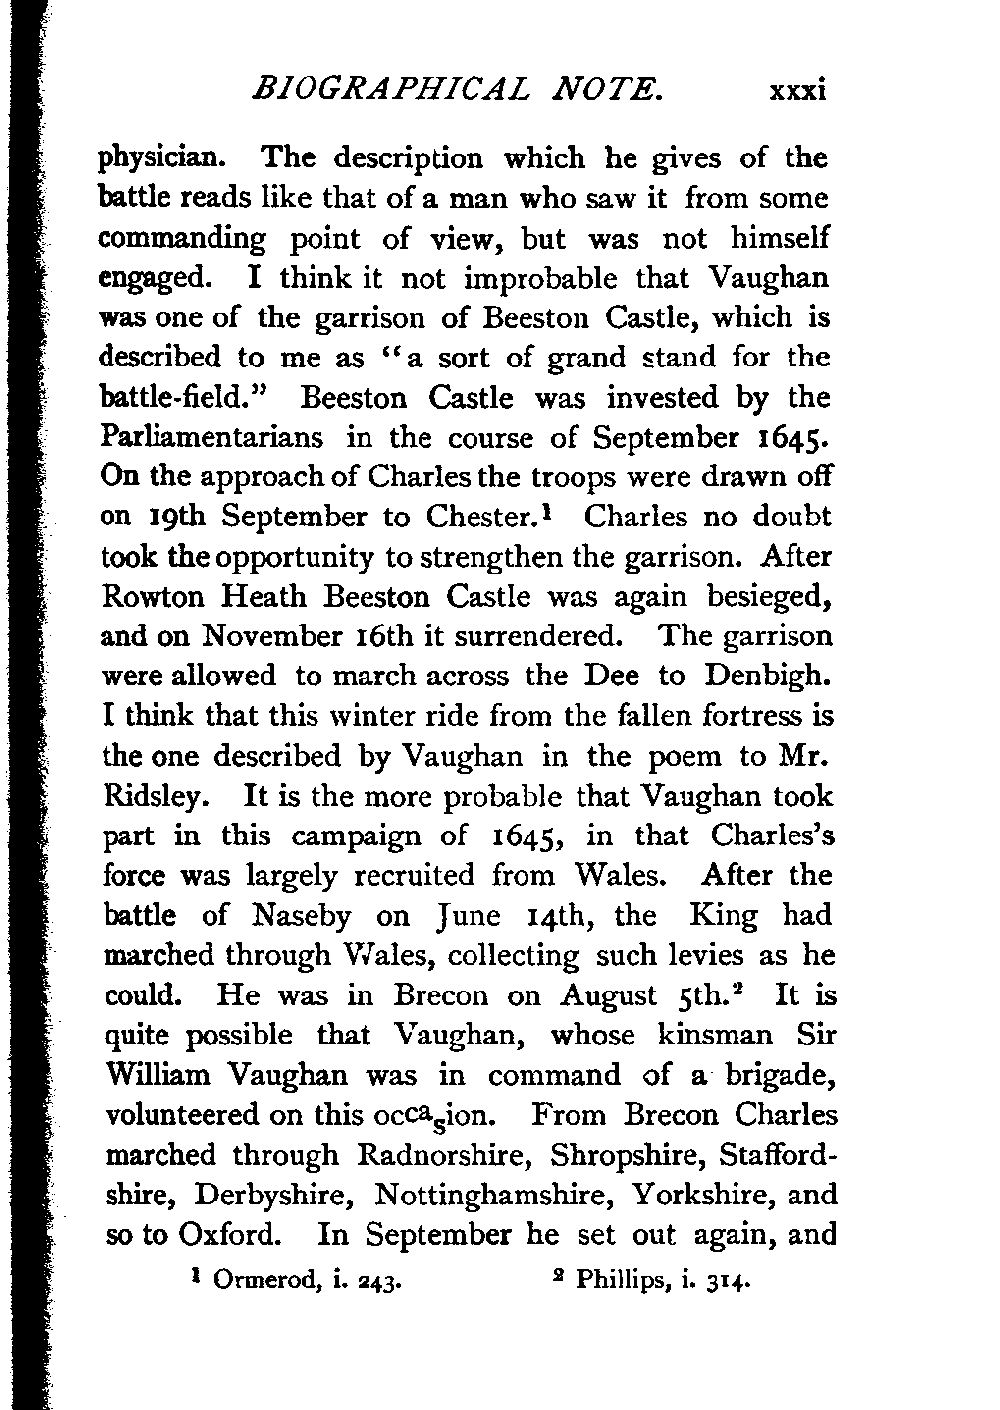 BIOGRAPHICAL NOTE. xxxi
physician. The description which he gives of the
battle reads like that of a man who saw it from some
commanding point of view, but was not himself
engaged. I think it not improbable that Vaughan
was one of the garrison of Beeston Castle, which is
described to me as “a sort of grand stand for the
battle-field.” Beeston Castle was invested by the
Parliamentarians in the course of September 1645.
On the approach of Charles the troops were drawn off
on 19th September to Chester.¹ Charles no doubt
took the opportunity to strengthen the garrison. After
Rowton Heath Beeston Castle was again besieged,
and on November 16th it surrendered. The garrison
were allowed to march across the Dee to Denbigh.
I think that this winter ride from the fallen fortress is
the one described by Vaughan in the poem to Mr.
Ridsley. It is the more probable that Vaughan took
part in this campaign of 1645, in that Charles’s
force was largely recruited from Wales. After the
battle of Naseby on June 14th, the King had
marched through Wales, collecting such levies as he
could. He was in Brecon on August 5th.² It is
quite possible that Vaughan, whose kinsman Sir
William Vaughan was in command of a brigade,
volunteered on this occasion. From Brecon Charles
marched through Radnorshire, Shropshire, Stafford-
shire, Derbyshire, Nottinghamshire, Yorkshire, and
so to Oxford. In September he set out again, and
¹ Ormerod, i. 243. ² Phillips, i. 314.